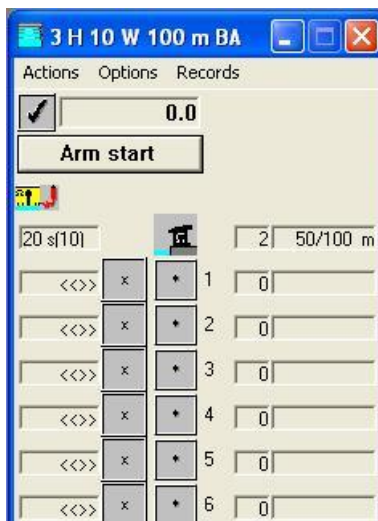 3 H 10 W 100 m BA
Actions Options Records
0.0
Arm start
20 s(10) 2 50/100 m
<<>> x * 1 0
<<>> x * 2 0
<<>> x * 3 0
<<>> x * 4 0
<<>> x * 5 0
<<>> x * 6 0